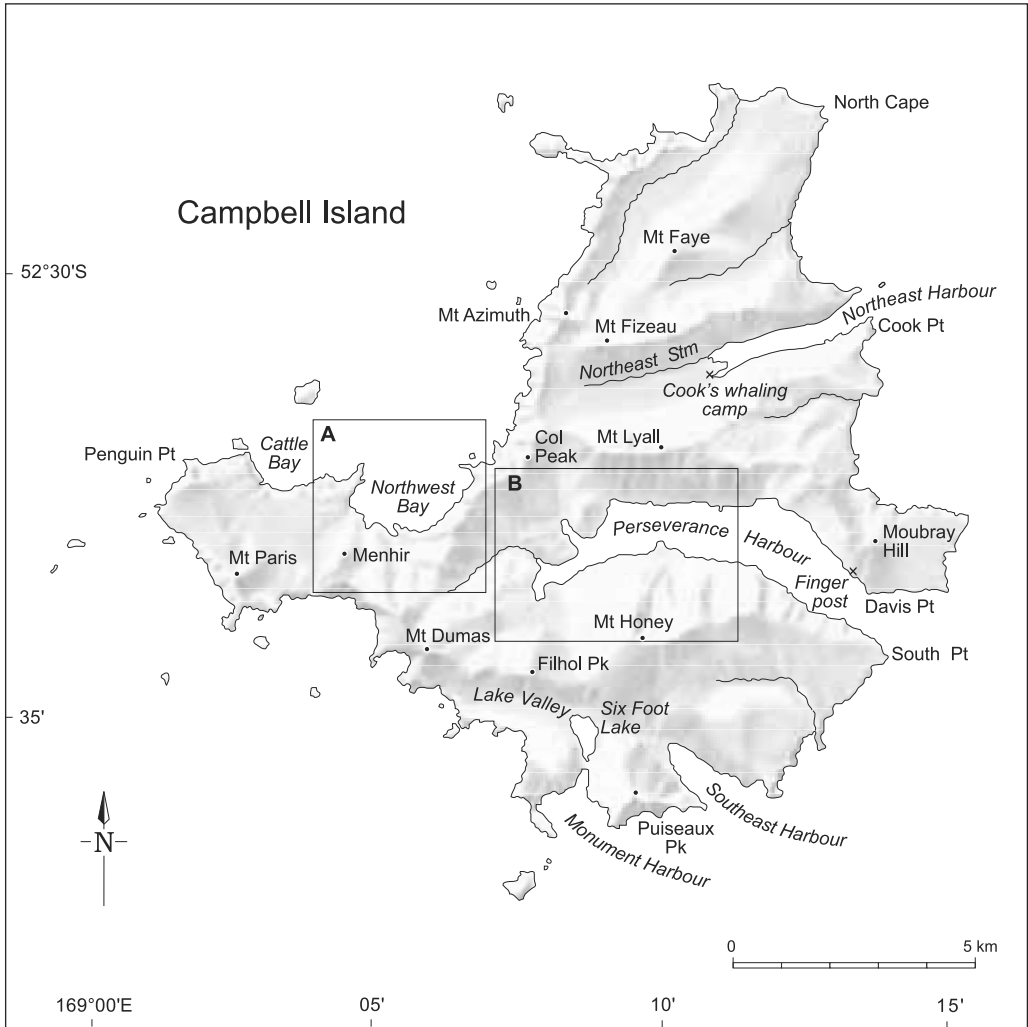 North Cape
Campbell Island
Mt Faye
52°30'S
Northeast Harbour
Mt Azimuth
Mt Fizeau
Cook Pt
Northeast Stm
Cook's whaling
camp
A
Col
Peak
Mt Lyall
Penguin Pt
Cattle
Bay
B
Northwest
Bay
Perseverance Harbour
Moubray
Hill
Menhir
Mt Paris
Finger
post
Davis Pt
Mt Honey
Mt Dumas
South Pt
Filhol Pk
Lake Valley
Six Foot
Lake
35'
Southeast Harbour
Monument Harbour
Puiseaux
Pk
N
0 5 km
169°00'E 05' 10' 15'